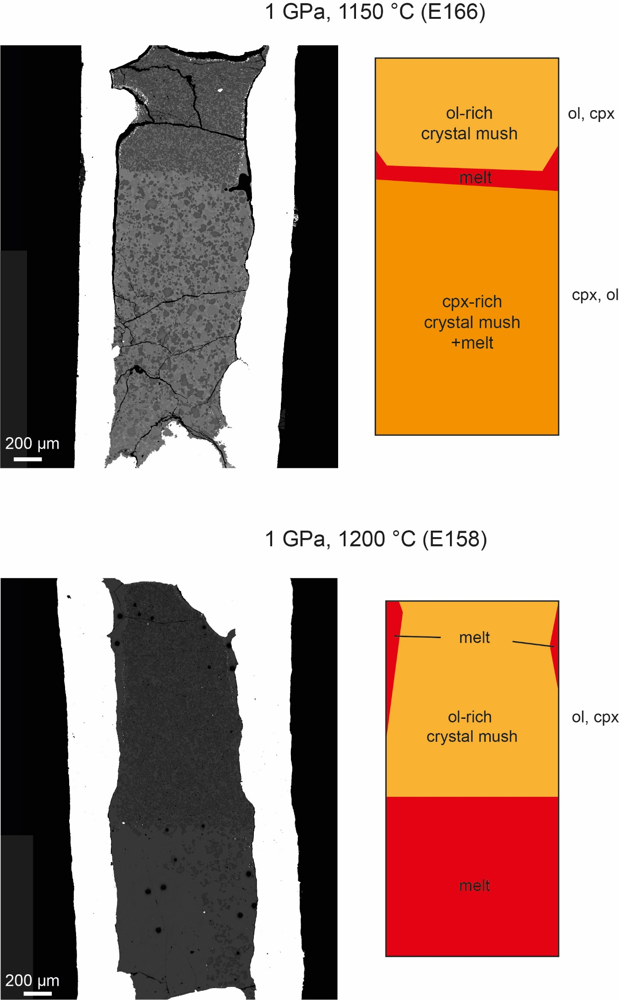 1 GPa, 1150 °C (E166)
ol-rich
crystal mush
ol, cpx
melt
cpx-rich
crystal mush
+melt
cpx, ol
200 µm
1 GPa, 1200 °C (E158)
melt
ol-rich
crystal mush
ol, cpx
melt
200 µm